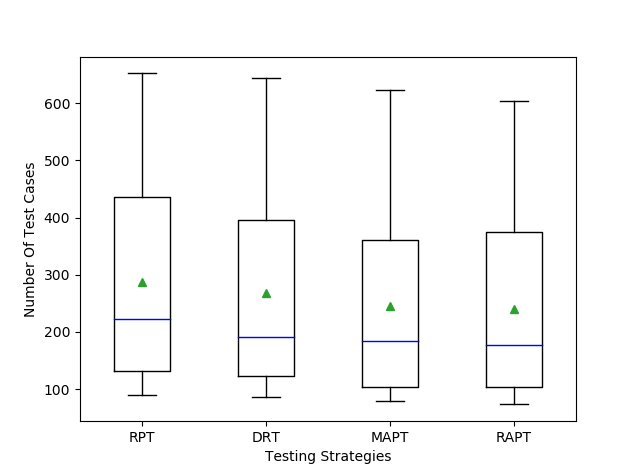 Number Of Test Cases
600
500
400
300
200
100
RPT
DRT
MAPT
RAPT
Testing Strategies